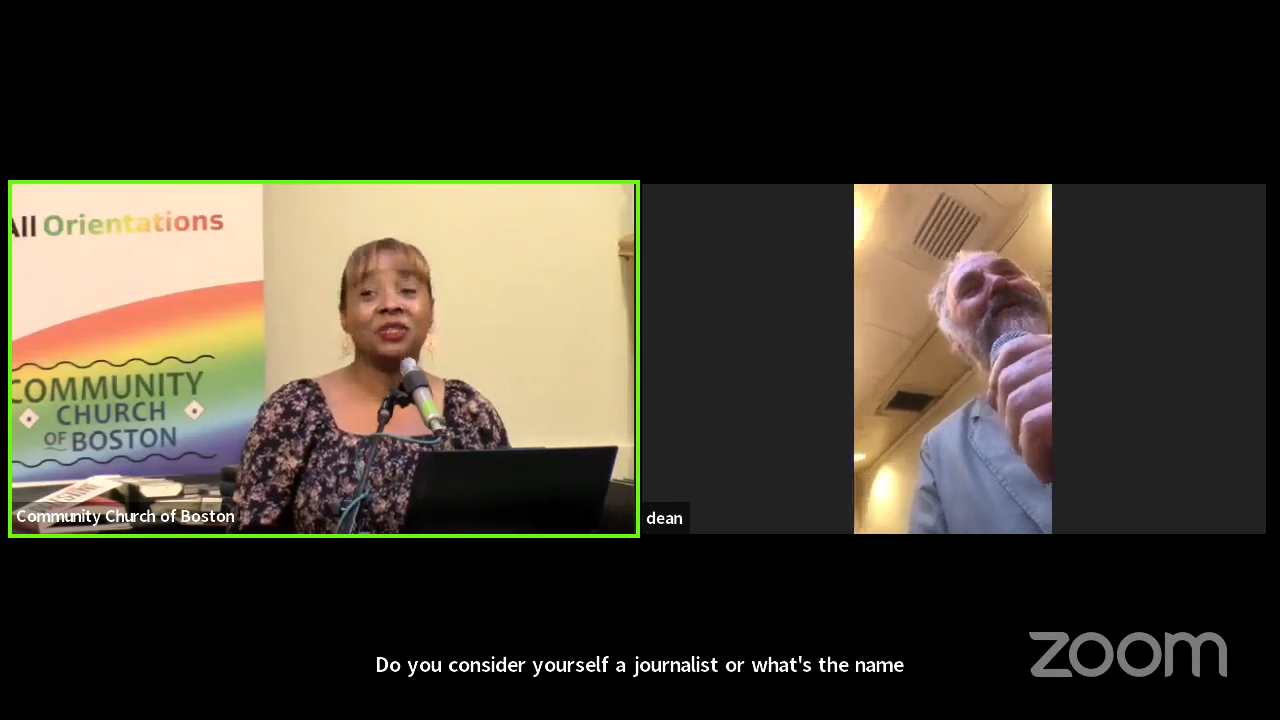 All Orientations
COMMUNITY
CHURCH
OF BOSTON
Community Church of Boston
dean
Do you consider yourself a journalist or what's the name
zoom